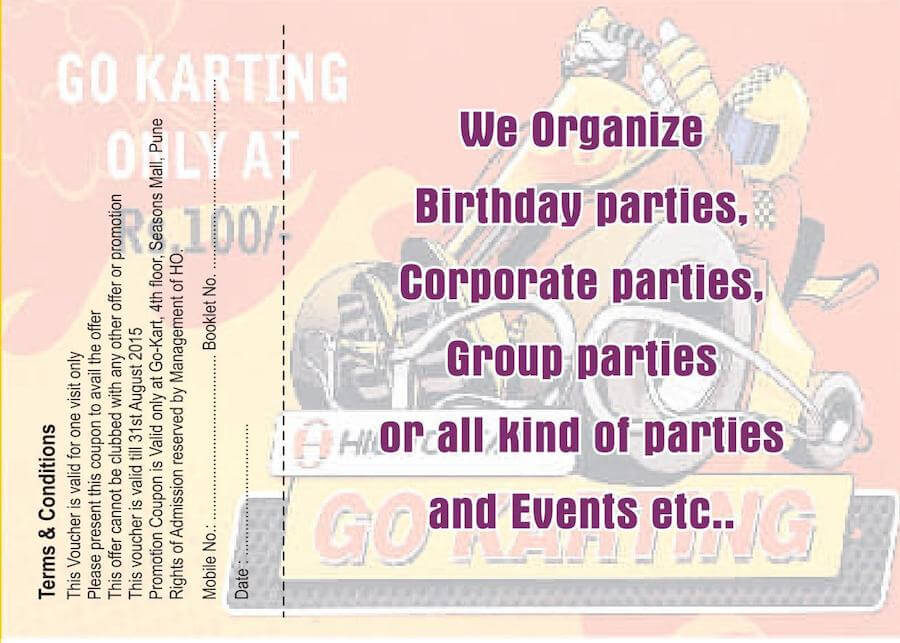 GO KARTING
ONLY AT
Rs.100/-
Terms & Conditions
This Voucher is valid for one visit only
Please present this coupon to avail the offer
This offer cannot be clubbed with any other offer or promotion
This voucher is valid till 31st August 2015
Promotion Coupon is Valid only at Go-Kart, 4th floor, Seasons Mall, Pune
Rights of Admission reserved by Management of HO.
Mobile No.: ........................................ Booklet No. ........................................
Date : ........................................
We Organize
Birthday parties,
Corporate parties,
Group parties
or all kind of parties
and Events etc..
GO KARTING